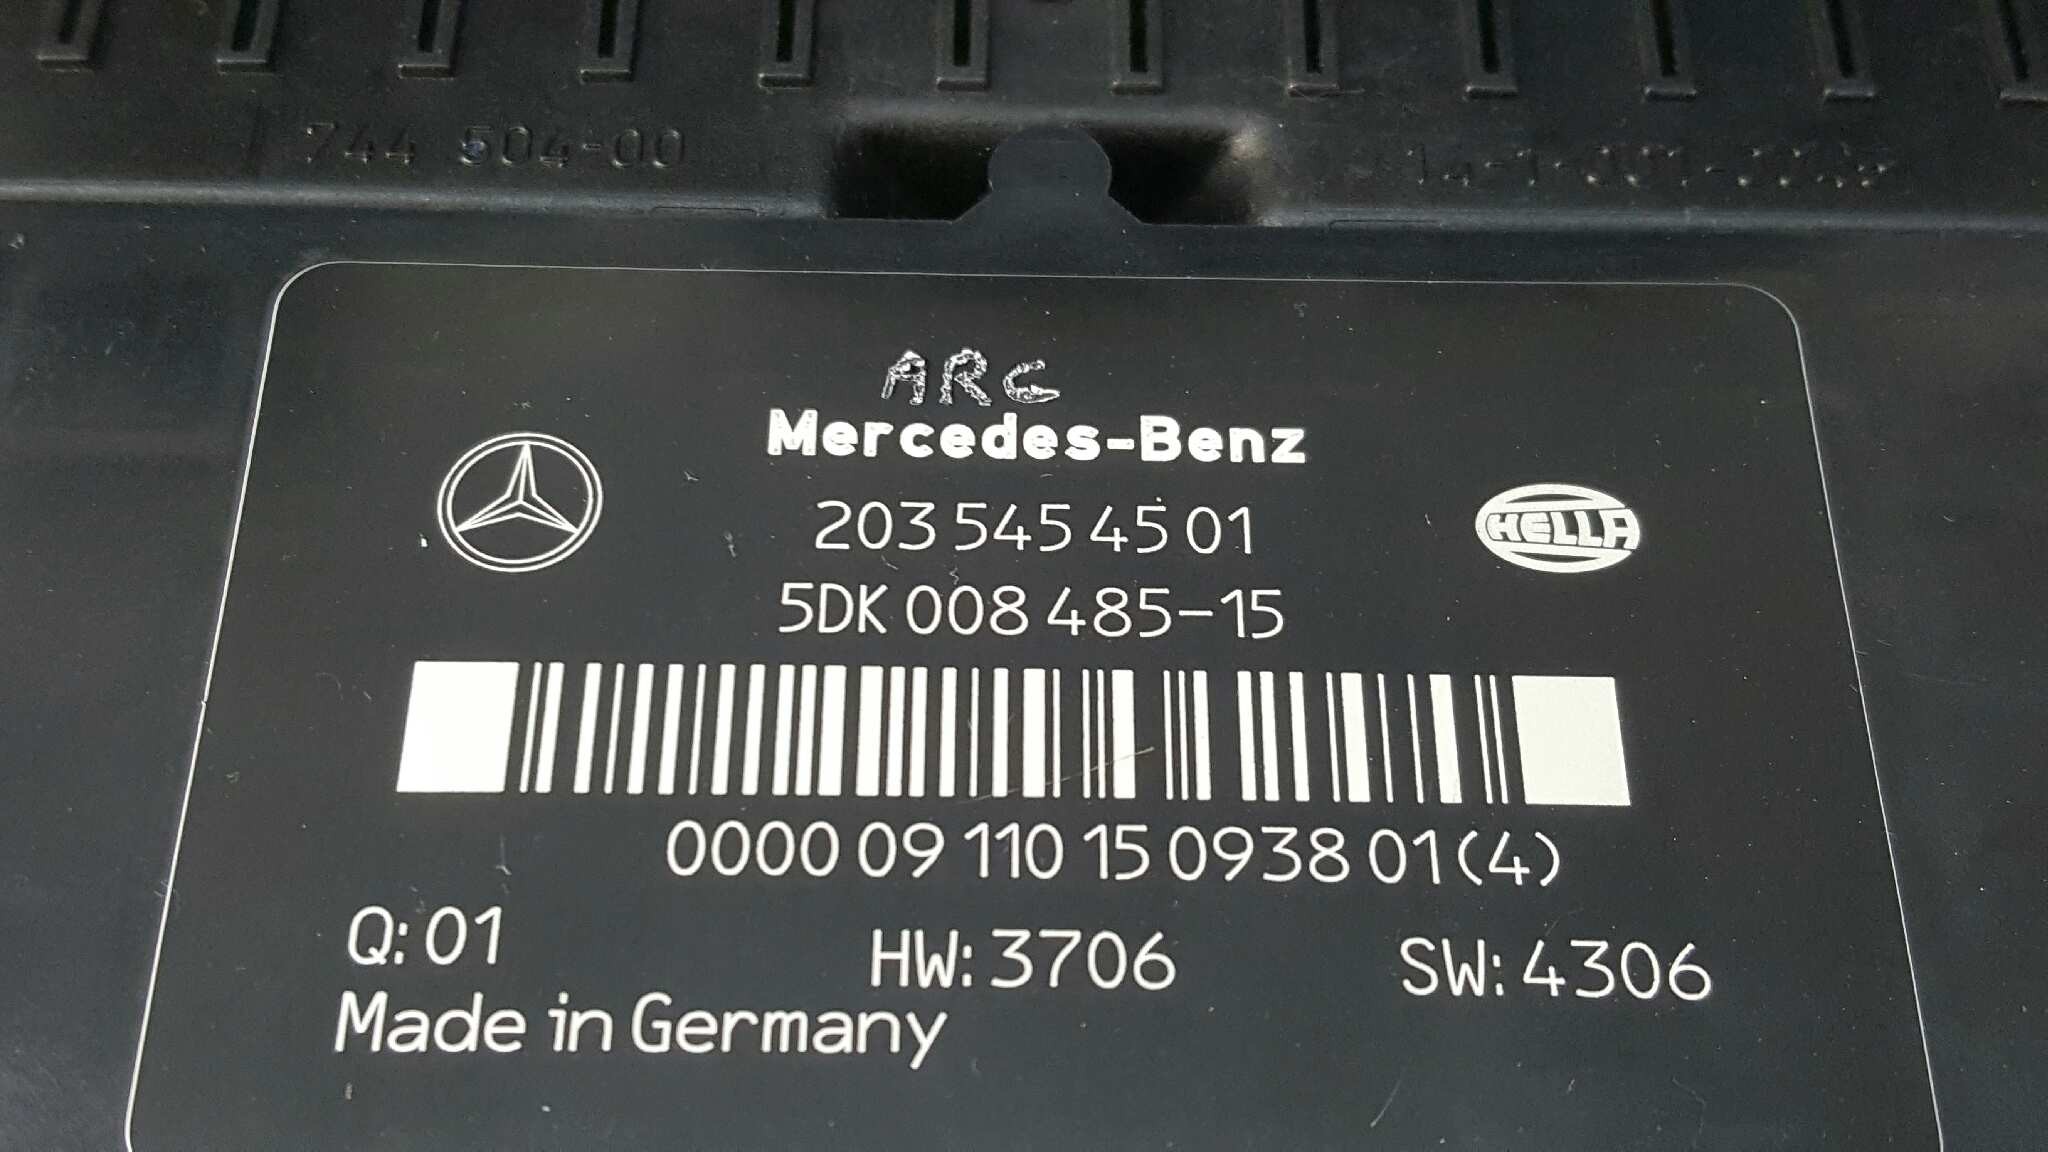 744 504-00
ARC
Mercedes-Benz
203 545 45 01
HELLA
5DK 008 485-15
0000 09 110 15 0938 01 (4)
Q: 01 HW: 3706 SW: 4306
Made in Germany